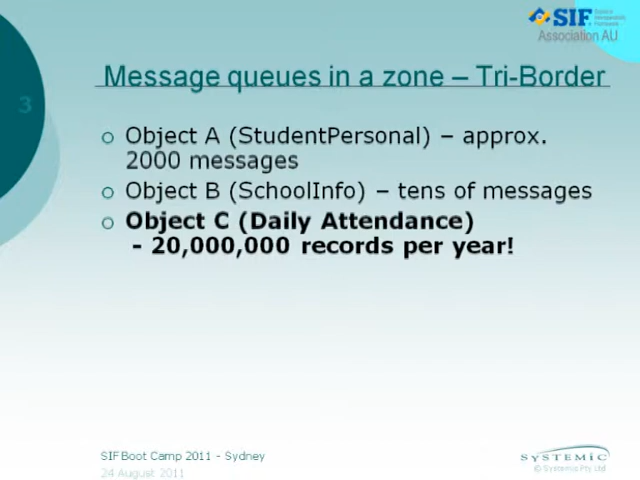 SIF
Association AU
Message queues in a zone – Tri-Border
3
Object A (StudentPersonal) – approx.
2000 messages
Object B (SchoolInfo) – tens of messages
Object C (Daily Attendance)
- 20,000,000 records per year!
SIF Boot Camp 2011 - Sydney
24 August 2011
SYSTEMIC
© Systemic Pty Ltd